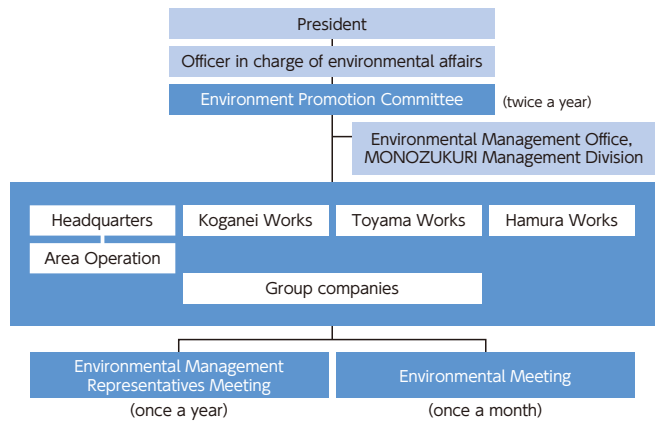 President
Officer in charge of environmental affairs
Environment Promotion Committee
(twice a year)
Environmental Management Office,
MONOZUKURI Management Division
Headquarters
Koganei Works
Toyama Works
Hamura Works
Area Operation
Group companies
Environmental Management
Representatives Meeting
Environmental Meeting
(once a year)
(once a month)